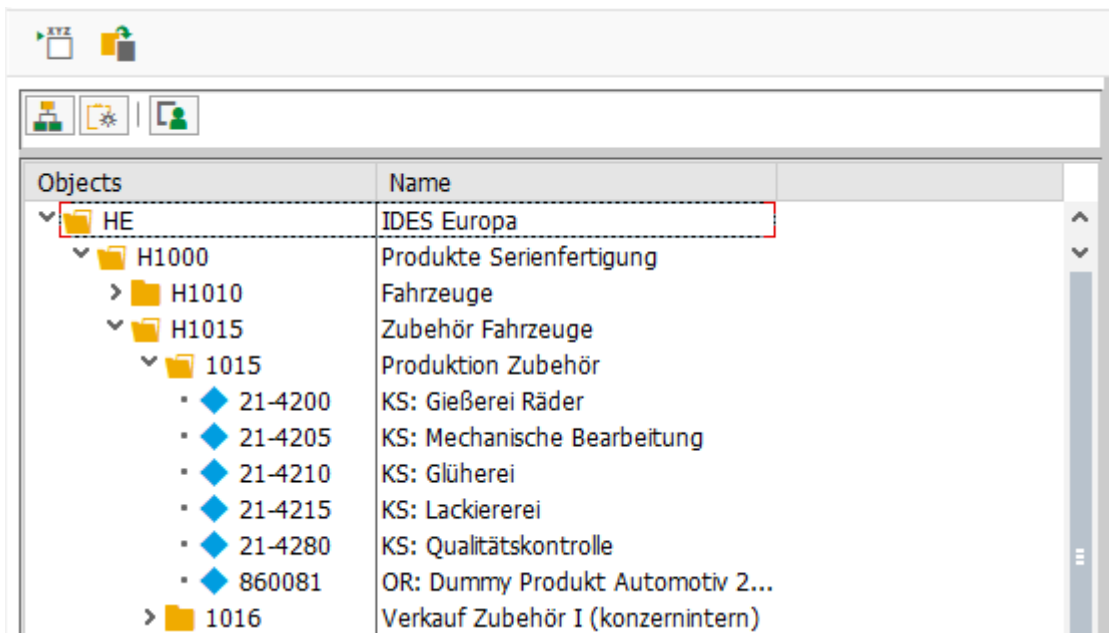 XYZ
Objects Name
HE IDES Europa
H1000 Produkte Serienfertigung
H1010 Fahrzeuge
H1015 Zubehör Fahrzeuge
1015 Produktion Zubehör
21-4200 KS: Gießerei Räder
21-4205 KS: Mechanische Bearbeitung
21-4210 KS: Glüherei
21-4215 KS: Lackiererei
21-4280 KS: Qualitätskontrolle
860081 OR: Dummy Produkt Automotiv 2...
1016 Verkauf Zubehör I (konzernintern)